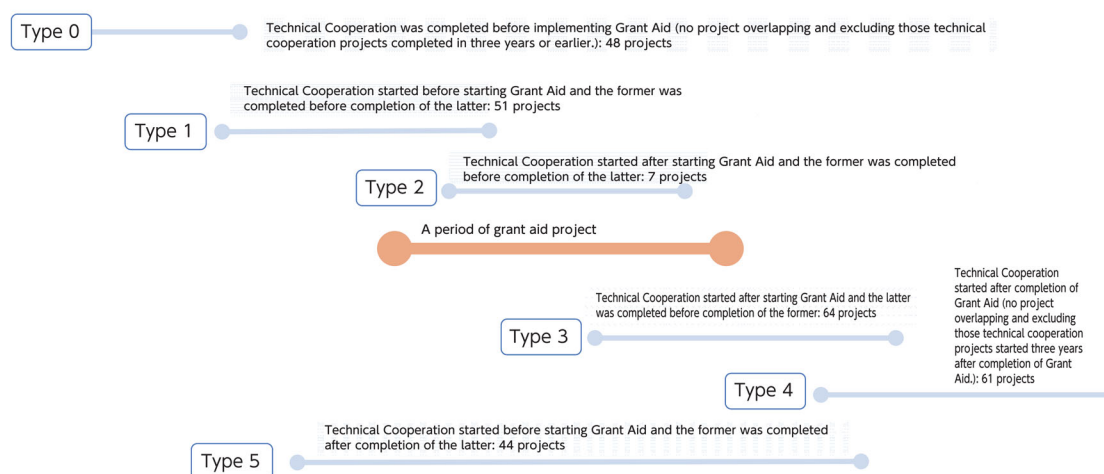 Type 0
Technical Cooperation was completed before implementing Grant Aid (no project overlapping and excluding those technical
cooperation projects completed in three years or earlier.): 48 projects
Technical Cooperation started before starting Grant Aid and the former was
completed before completion of the latter: 51 projects
Type 1
Technical Cooperation started after starting Grant Aid and the former was completed
before completion of the latter: 7 projects
Type 2
A period of grant aid project
Technical Cooperation started after starting Grant Aid and the latter
was completed before completion of the former: 64 projects
Type 3
Technical Cooperation
started after completion of
Grant Aid (no project
overlapping and excluding
those technical cooperation
projects started three years
after completion of Grant
Aid.): 61 projects
Type 4
Technical Cooperation started before starting Grant Aid and the former was completed
after completion of the latter: 44 projects
Type 5